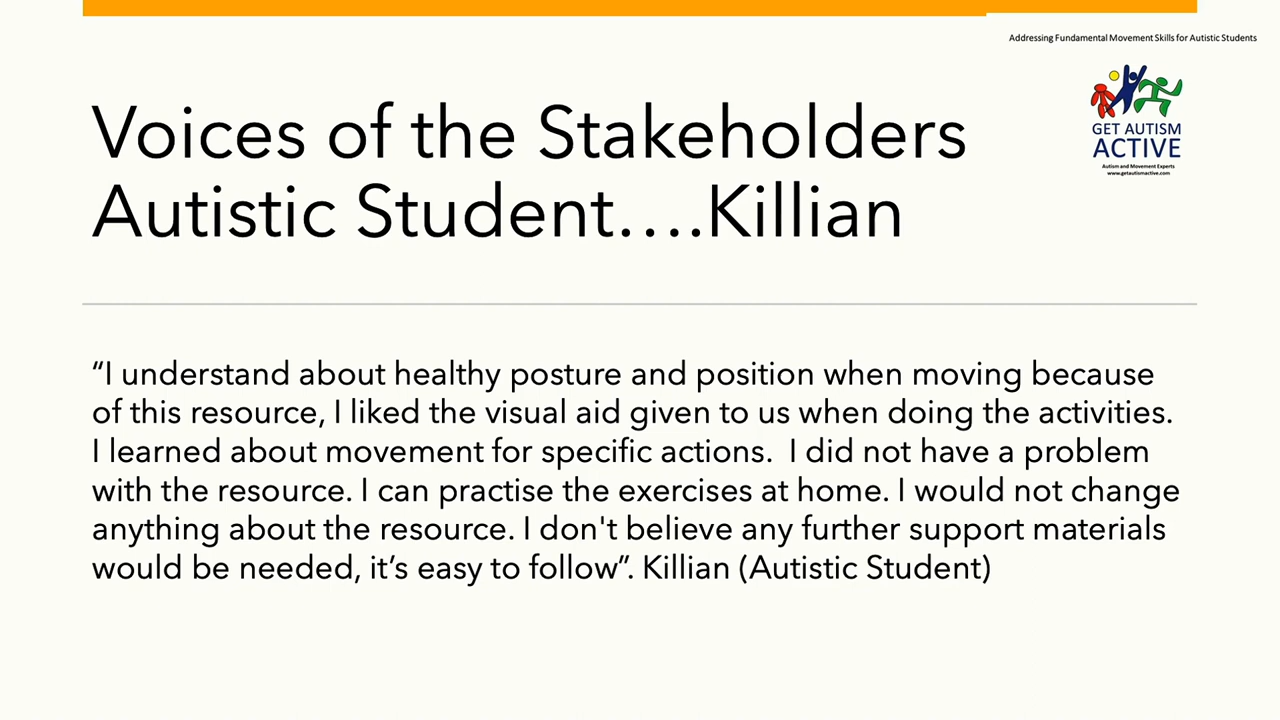 Addressing Fundamental Movement Skills for Autistic Students
GET AUTISM
ACTIVE
Autism and Movement Experts
www.getautismactive.com
Voices of the Stakeholders
Autistic Student….Killian
“I understand about healthy posture and position when moving because
of this resource, I liked the visual aid given to us when doing the activities.
I learned about movement for specific actions.  I did not have a problem
with the resource. I can practise the exercises at home. I would not change
anything about the resource. I don't believe any further support materials
would be needed, it’s easy to follow”. Killian (Autistic Student)